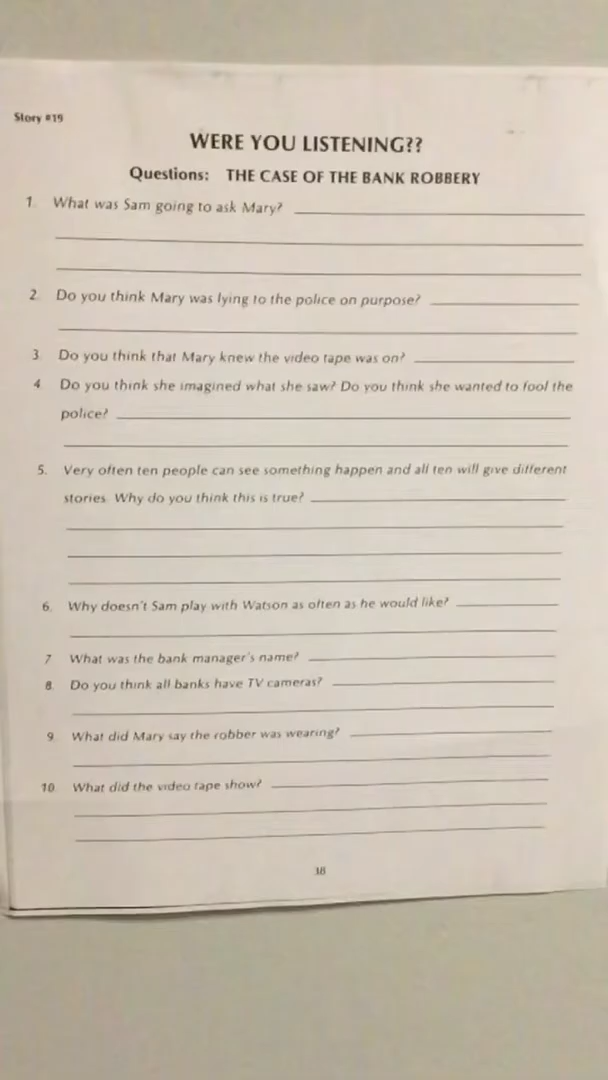 Story #19
WERE YOU LISTENING??
Questions: THE CASE OF THE BANK ROBBERY
1. What was Sam going to ask Mary?
2. Do you think Mary was lying to the police on purpose?
3. Do you think that Mary knew the video tape was on?
4. Do you think she imagined what she saw? Do you think she wanted to fool the
police?
5. Very often ten people can see something happen and all ten will give different
stories. Why do you think this is true?
6. Why doesn't Sam play with Watson as often as he would like?
7. What was the bank manager's name?
8. Do you think all banks have TV cameras?
9. What did Mary say the robber was wearing?
10. What did the video tape show?
38